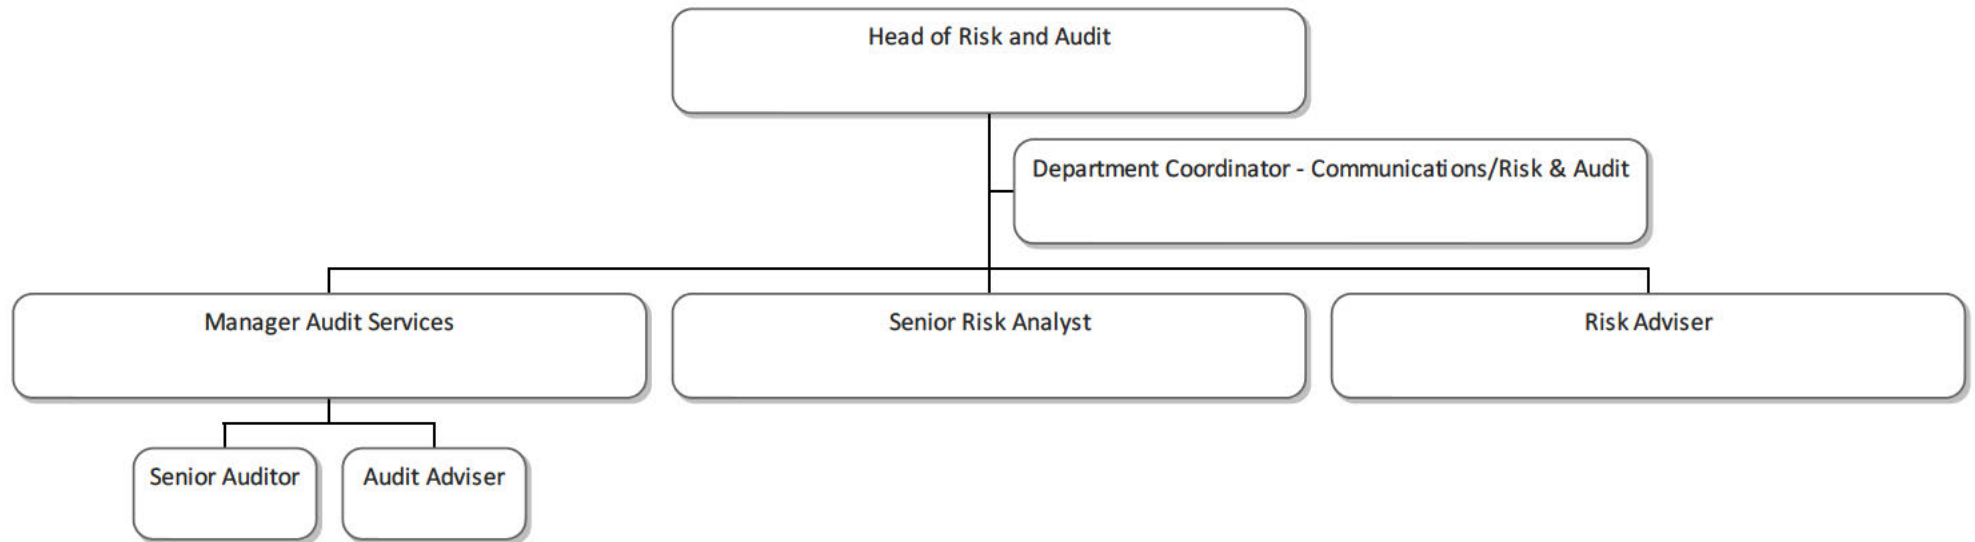 Head of Risk and Audit
Department Coordinator - Communications/Risk & Audit
Manager Audit Services
Senior Risk Analyst
Risk Adviser
Senior Auditor
Audit Adviser